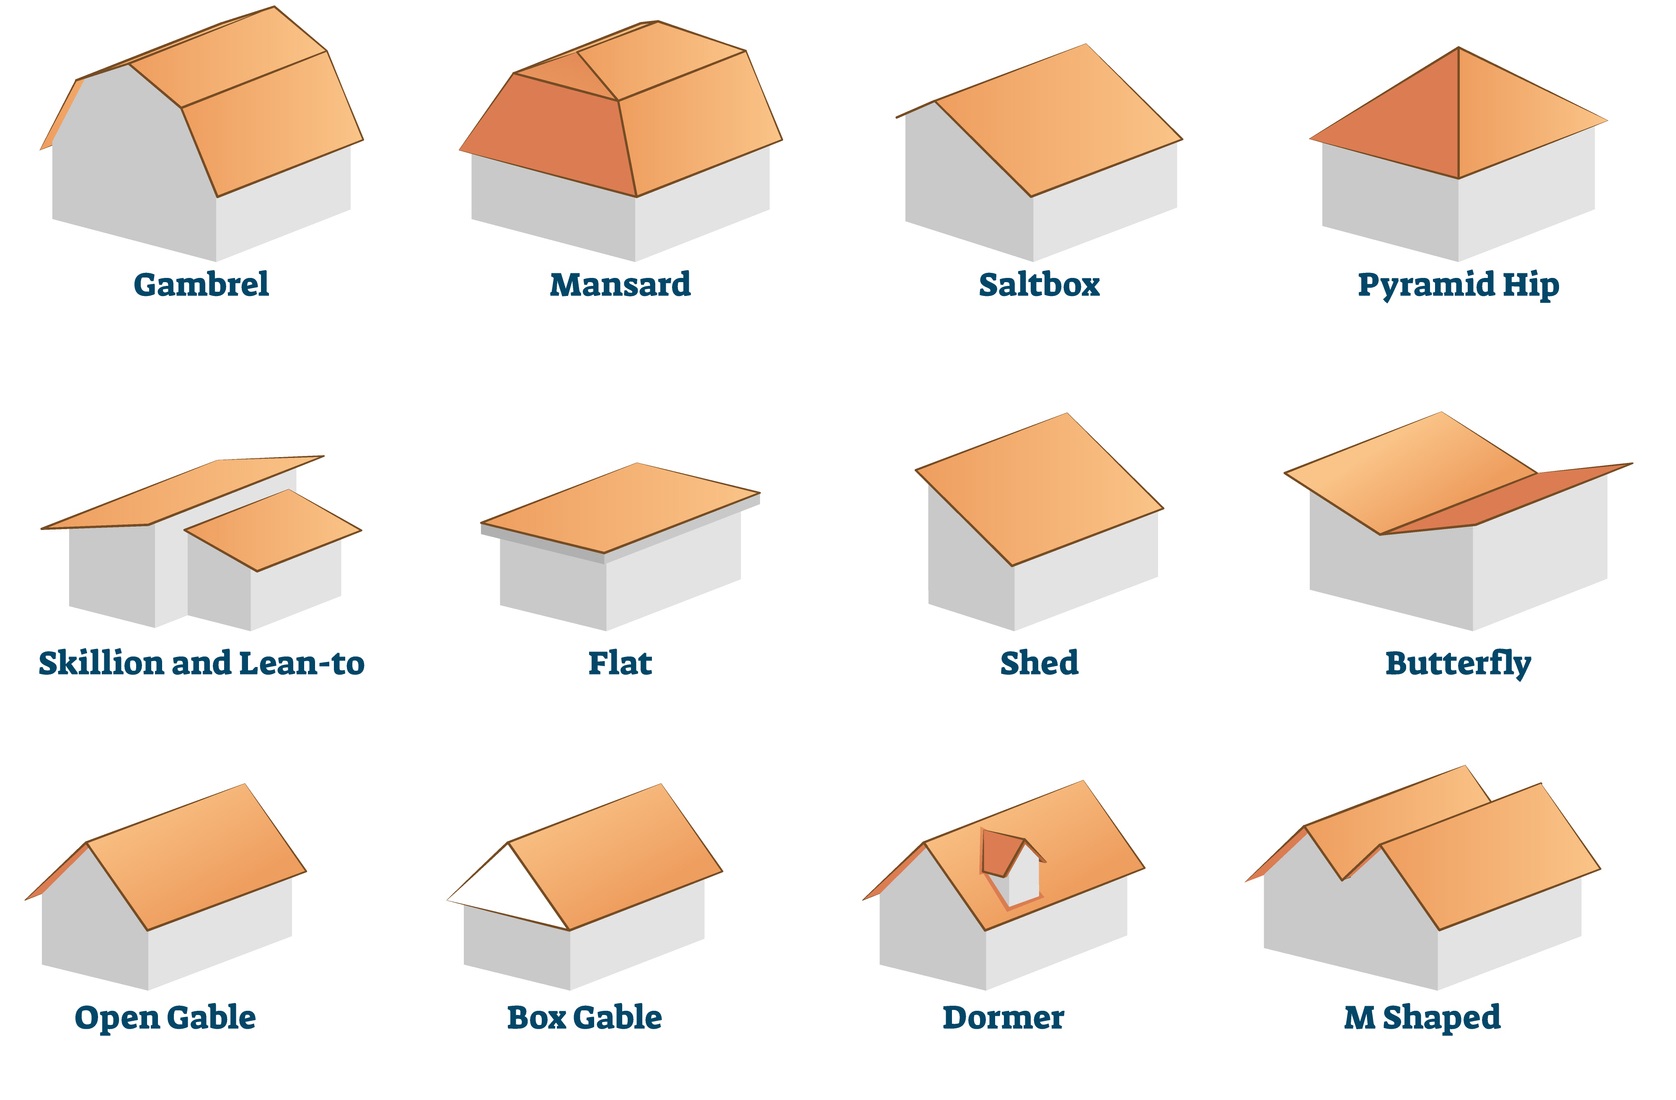 Gambrel
Mansard
Saltbox
Pyramid Hip
Skillion and Lean-to
Flat
Shed
Butterfly
Open Gable
Box Gable
Dormer
M Shaped